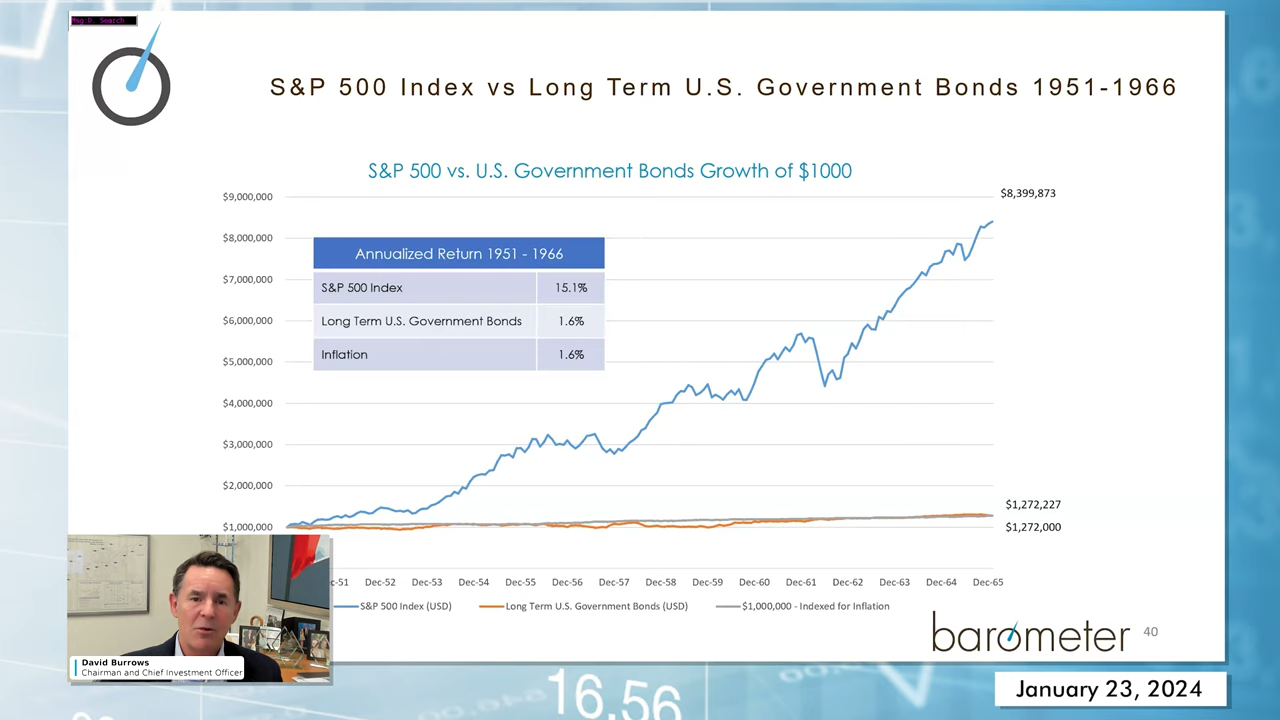 Msg:D. Search
S&P 500 Index vs Long Term U.S. Government Bonds 1951-1966
S&P 500 vs. U.S. Government Bonds Growth of $1000
$9,000,000
$8,000,000
$7,000,000
$6,000,000
$5,000,000
$4,000,000
$3,000,000
$2,000,000
$1,000,000
$8,399,873
Annualized Return 1951 - 1966
S&P 500 Index 15.1%
Long Term U.S. Government Bonds 1.6%
Inflation 1.6%
$1,272,227
$1,272,000
c-51 Dec-52 Dec-53 Dec-54 Dec-55 Dec-56 Dec-57 Dec-58 Dec-59 Dec-60 Dec-61 Dec-62 Dec-63 Dec-64 Dec-65
S&P 500 Index (USD) Long Term U.S. Government Bonds (USD) $1,000,000 - Indexed for Inflation
barometer 40
David Burrows
Chairman and Chief Investment Officer
January 23, 2024
16.56